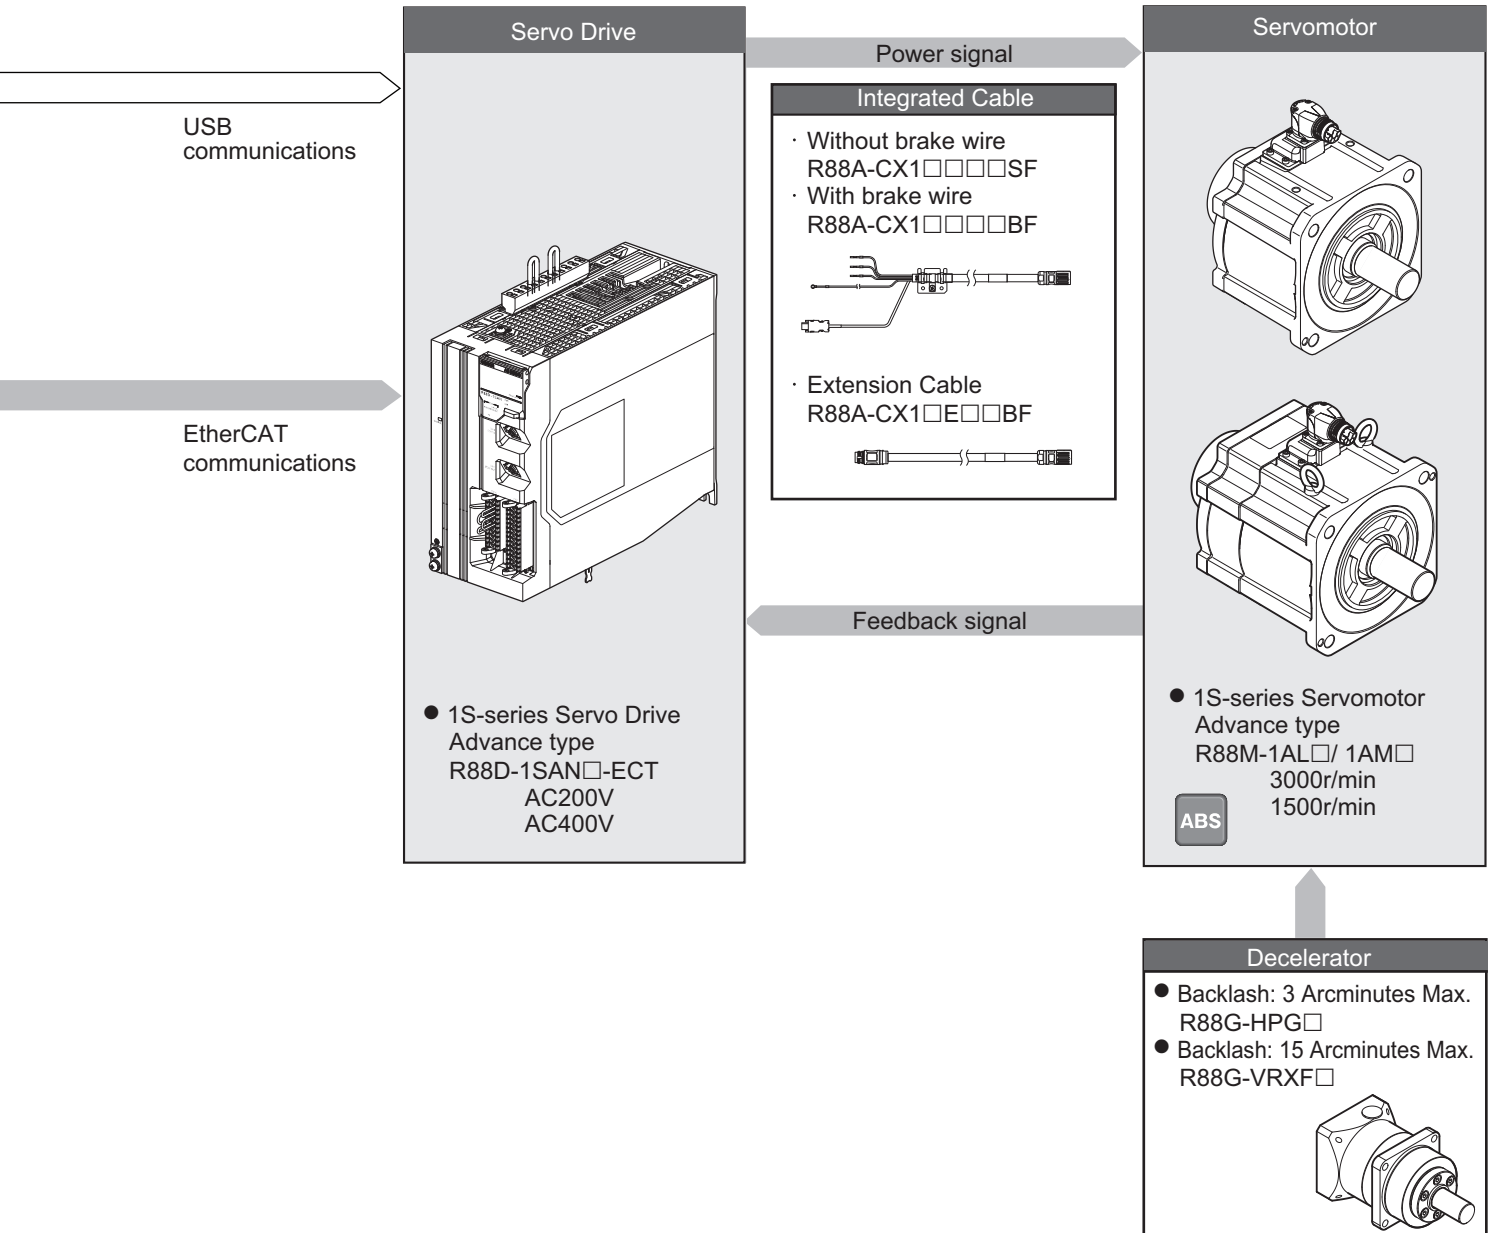 USB
communications
EtherCAT
communications
Servo Drive
● 1S-series Servo Drive
Advance type
R88D-1SAN□-ECT
AC200V
AC400V
Power signal
Integrated Cable
· Without brake wire
R88A-CX1□□□□SF
· With brake wire
R88A-CX1□□□□BF
· Extension Cable
R88A-CX1□E□□BF
Feedback signal
Servomotor
● 1S-series Servomotor
Advance type
R88M-1AL□/ 1AM□
3000r/min
1500r/min
ABS
Decelerator
● Backlash: 3 Arcminutes Max.
R88G-HPG□
● Backlash: 15 Arcminutes Max.
R88G-VRXF□